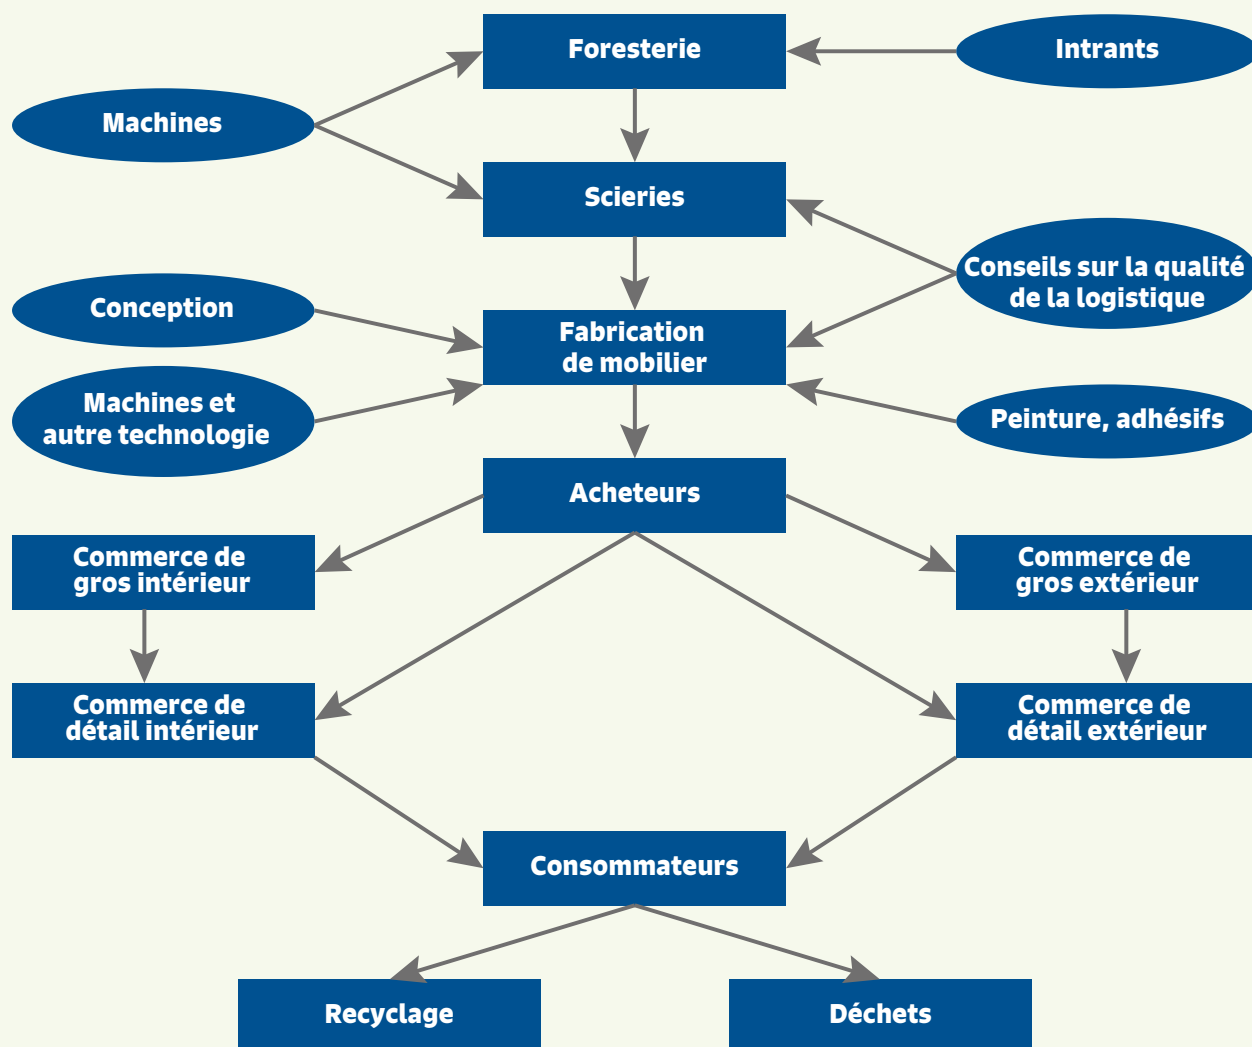 Foresterie
Intrants
Machines
Scieries
Conseils sur la qualité
de la logistique
Conception
Fabrication
de mobilier
Machines et
autre technologie
Peinture, adhésifs
Acheteurs
Commerce de
gros intérieur
Commerce de
gros extérieur
Commerce de
détail intérieur
Commerce de
détail extérieur
Consommateurs
Recyclage
Déchets